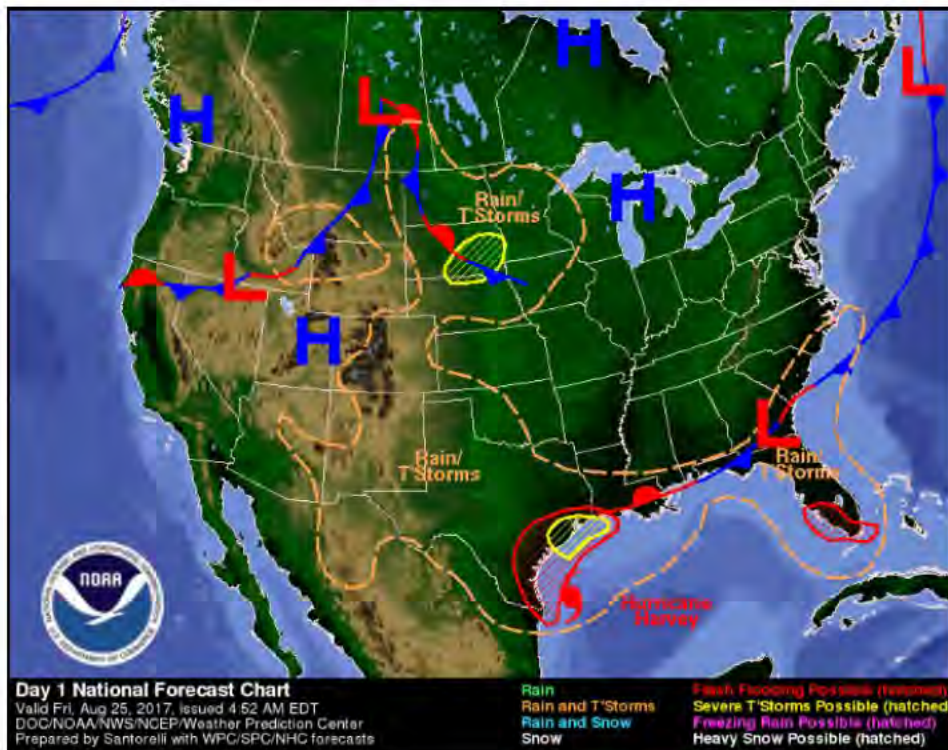 H
L
H
H
L
Rain/
T Storms
L
H
L
Rain/
T Storms
Rain/
T Storms
Hurricane
Harvey
NOAA
Day 1 National Forecast Chart
Valid Fri, Aug 25, 2017, issued 4:52 AM EDT
DOC/NOAA/NWS/NCEP/Weather Prediction Center
Prepared by Santorelli with WPC/SPC/NHC forecasts
Rain
Rain and T'Storms
Rain and Snow
Snow
Flash Flooding Possible (hatched)
Severe T'Storms Possible (hatched)
Freezing Rain Possible (hatched)
Heavy Snow Possible (hatched)